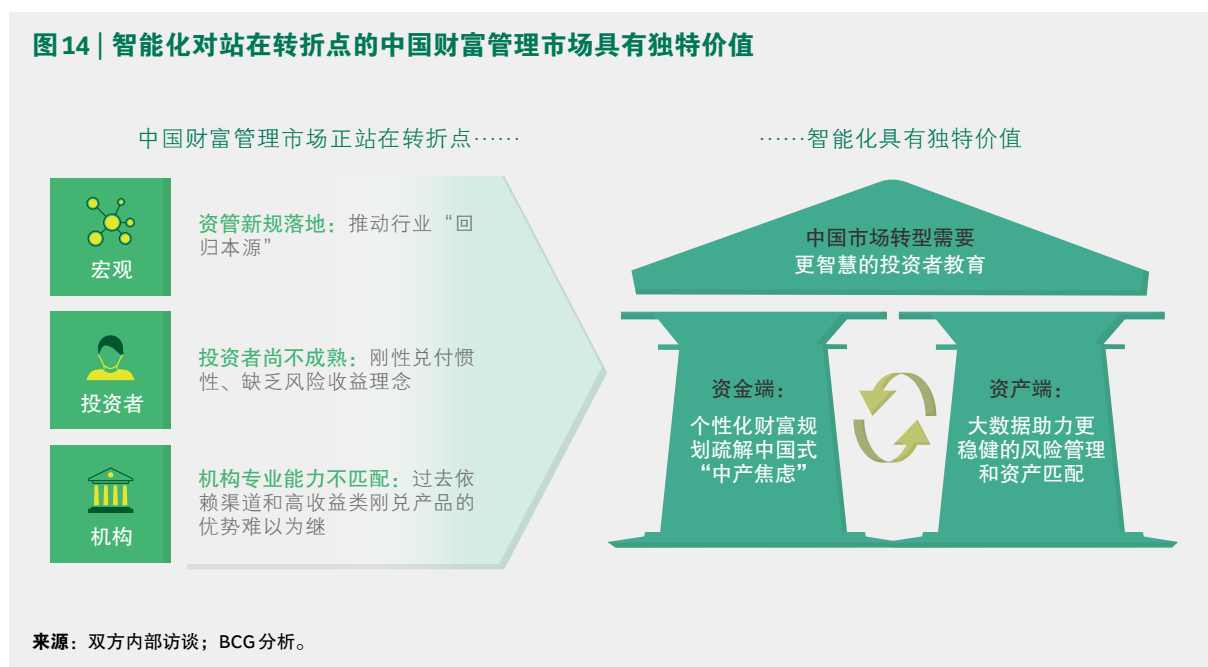 图14 | 智能化对站在转折点的中国财富管理市场具有独特价值
中国财富管理市场正站在转折点……
宏观
资管新规落地：推动行业“回
归本源”
投资者
投资者尚不成熟：刚性兑付惯
性、缺乏风险收益理念
机构
机构专业能力不匹配：过去依
赖渠道和高收益类刚兑产品的
优势难以为继
……智能化具有独特价值
中国市场转型需要
更智慧的投资者教育
资金端：
个性化财富规
划疏解中国式
“中产焦虑”
资产端：
大数据助力更
稳健的风险管理
和资产匹配
来源：双方内部访谈；BCG分析。